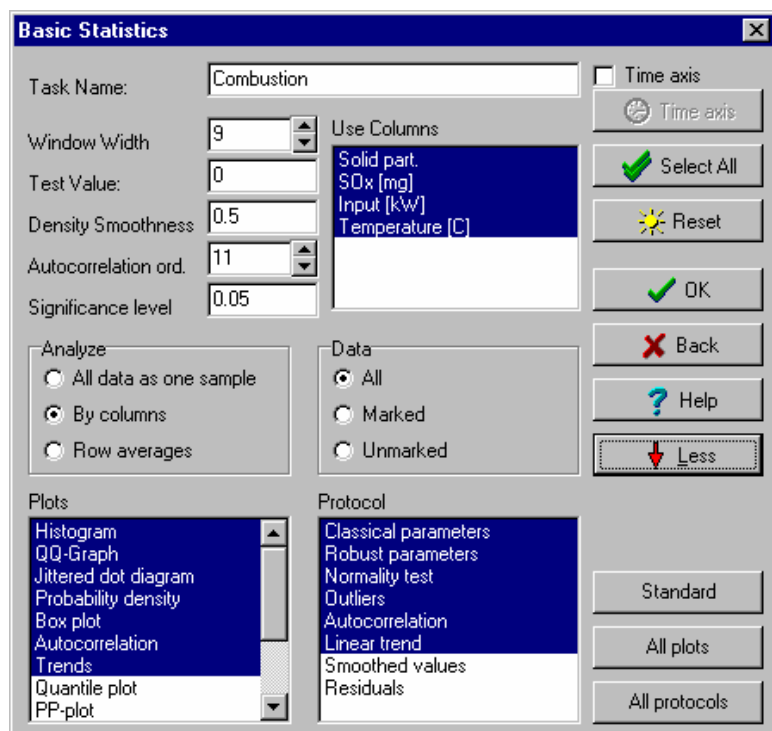 Basic Statistics
Task Name:
Combustion
Time axis
Time axis
Window Width
9
Use Columns
Test Value:
0
Solid part.
SOx [mg]
Input [kW]
Temperature [C]
Select All
Density Smoothness
0.5
Reset
Autocorrelation ord.
11
Significance level
0.05
OK
Analyze
All data as one sample
By columns
Row averages
Data
All
Marked
Unmarked
Back
Help
Less
Plots
Histogram
QQ-Graph
Jittered dot diagram
Probability density
Box plot
Autocorrelation
Trends
Quantile plot
PP-plot
Protocol
Classical parameters
Robust parameters
Normality test
Outliers
Autocorrelation
Linear trend
Smoothed values
Residuals
Standard
All plots
All protocols